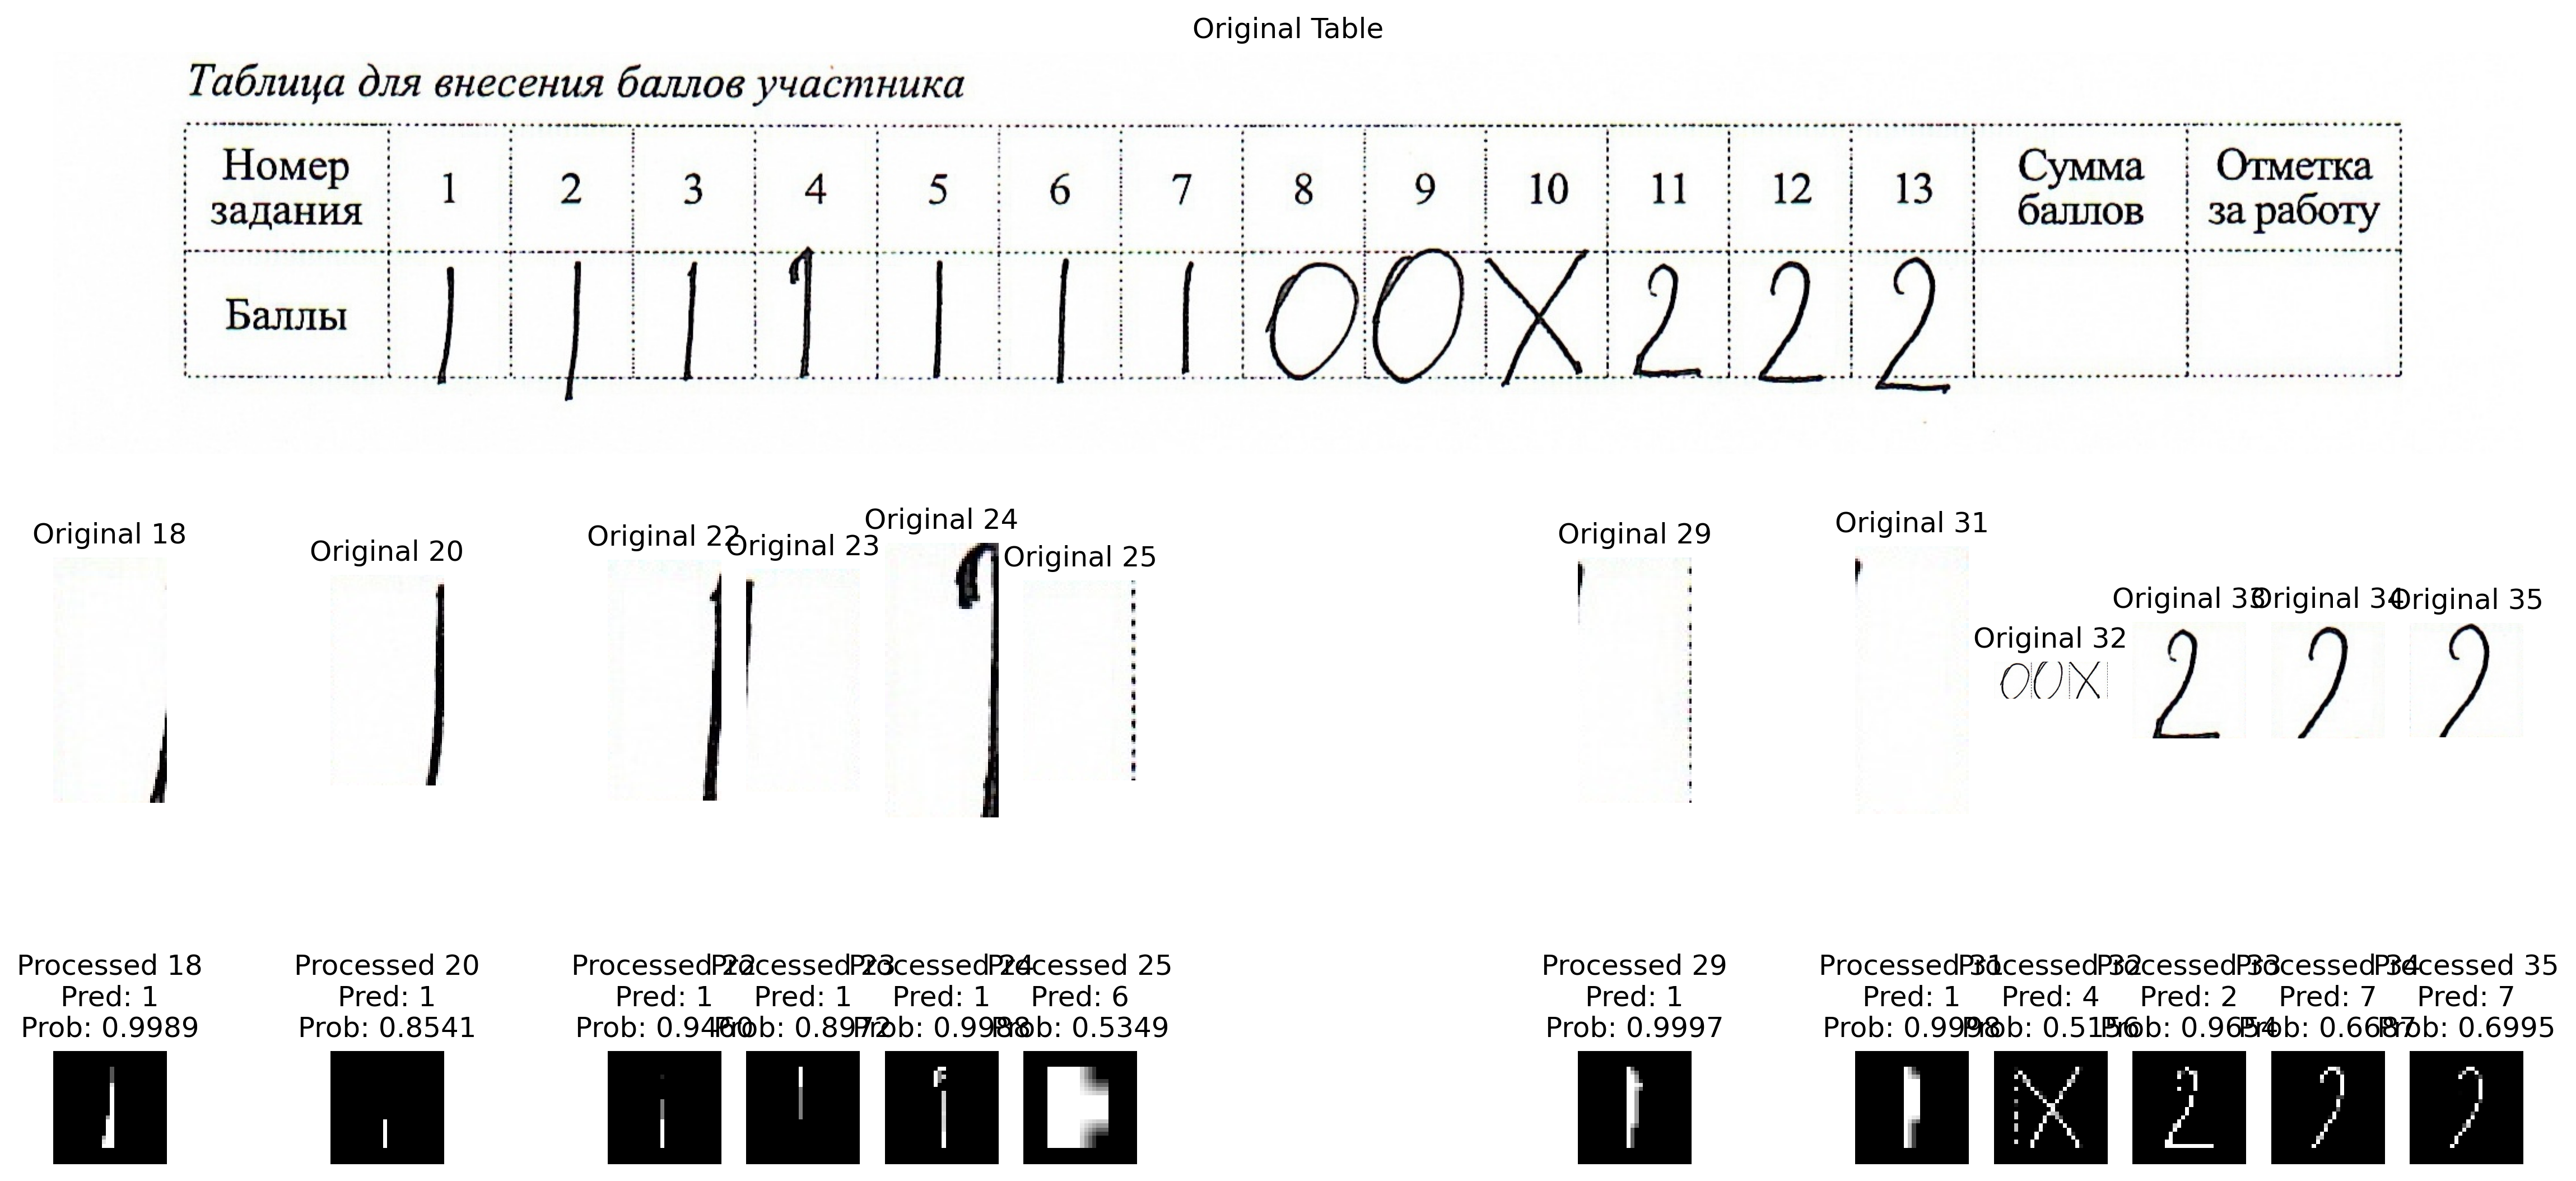 Original Table
Таблица для внесения баллов участника
Номер задания 1 2 3 4 5 6 7 8 9 10 11 12 13 Сумма баллов Отметка за работу
Баллы 1 1 1 1 1 1 1 0 0 X 2 2 2
Original 18 Original 20 Original 22 Original 23 Original 24 Original 25 Original 29 Original 31 Original 32 Original 33 Original 34 Original 35
Processed 18 Processed 20 Processed 22 Processed 23 Processed 24 Processed 25 Processed 29 Processed 31 Processed 32 Processed 33 Processed 34 Processed 35
Pred: 1 Pred: 1 Pred: 1 Pred: 1 Pred: 1 Pred: 6 Pred: 1 Pred: 1 Pred: 4 Pred: 2 Pred: 7 Pred: 7
Prob: 0.9989 Prob: 0.8541 Prob: 0.9460 Prob: 0.8972 Prob: 0.9988 Prob: 0.5349 Prob: 0.9997 Prob: 0.9998 Prob: 0.5156 Prob: 0.9654 Prob: 0.6687 Prob: 0.6995